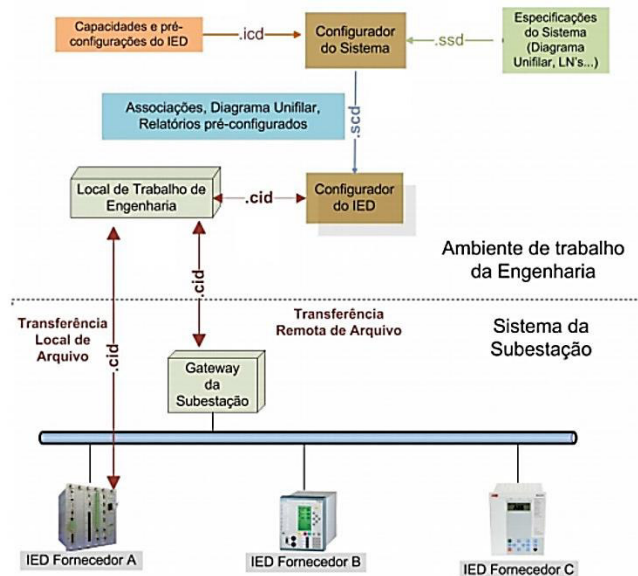 Capacidades e pré-
configurações do IED
.icd
Configurador
do Sistema
.ssd
Especificações
do Sistema
(Diagrama
Unifilar, LN's...)
Associações, Diagrama Unifilar,
Relatórios pré-configurados
.scd
Local de Trabalho de
Engenharia
.cid
Configurador
do IED
Ambiente de trabalho
da Engenharia
.cid
Transferência
Local de
Arquivo
.cid
Transferência
Remota de Arquivo
Sistema da
Subestação
Gateway
da
Subestação
IED Fornecedor A
IED Fornecedor B
IED Fornecedor C